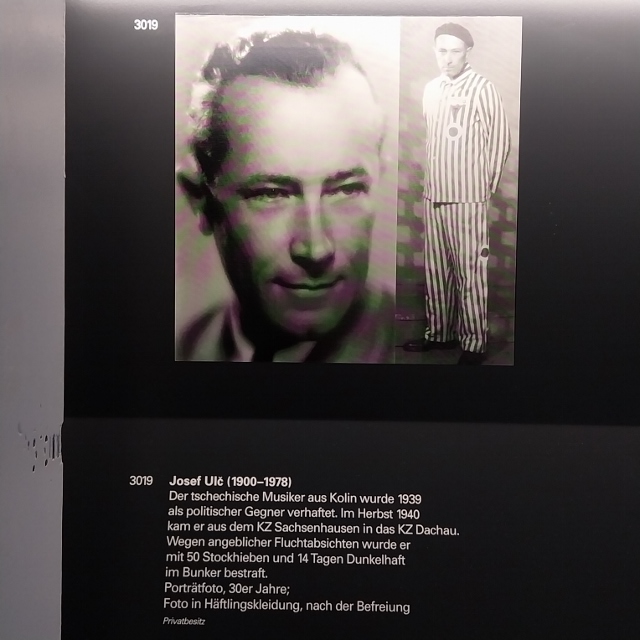 3019
3019 Josef Ulč (1900–1978)
Der tschechische Musiker aus Kolin wurde 1939
als politischer Gegner verhaftet. Im Herbst 1940
kam er aus dem KZ Sachsenhausen in das KZ Dachau.
Wegen angeblicher Fluchtabsichten wurde er
mit 50 Stockhieben und 14 Tagen Dunkelhaft
im Bunker bestraft.
Porträtfoto, 30er Jahre;
Foto in Häftlingskleidung, nach der Befreiung
Privatbesitz